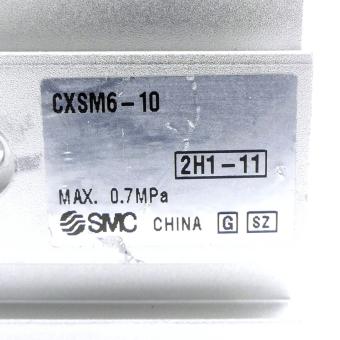 CXSM6-10
2H1-11
MAX. 0.7MPa
SMC CHINA G SZ